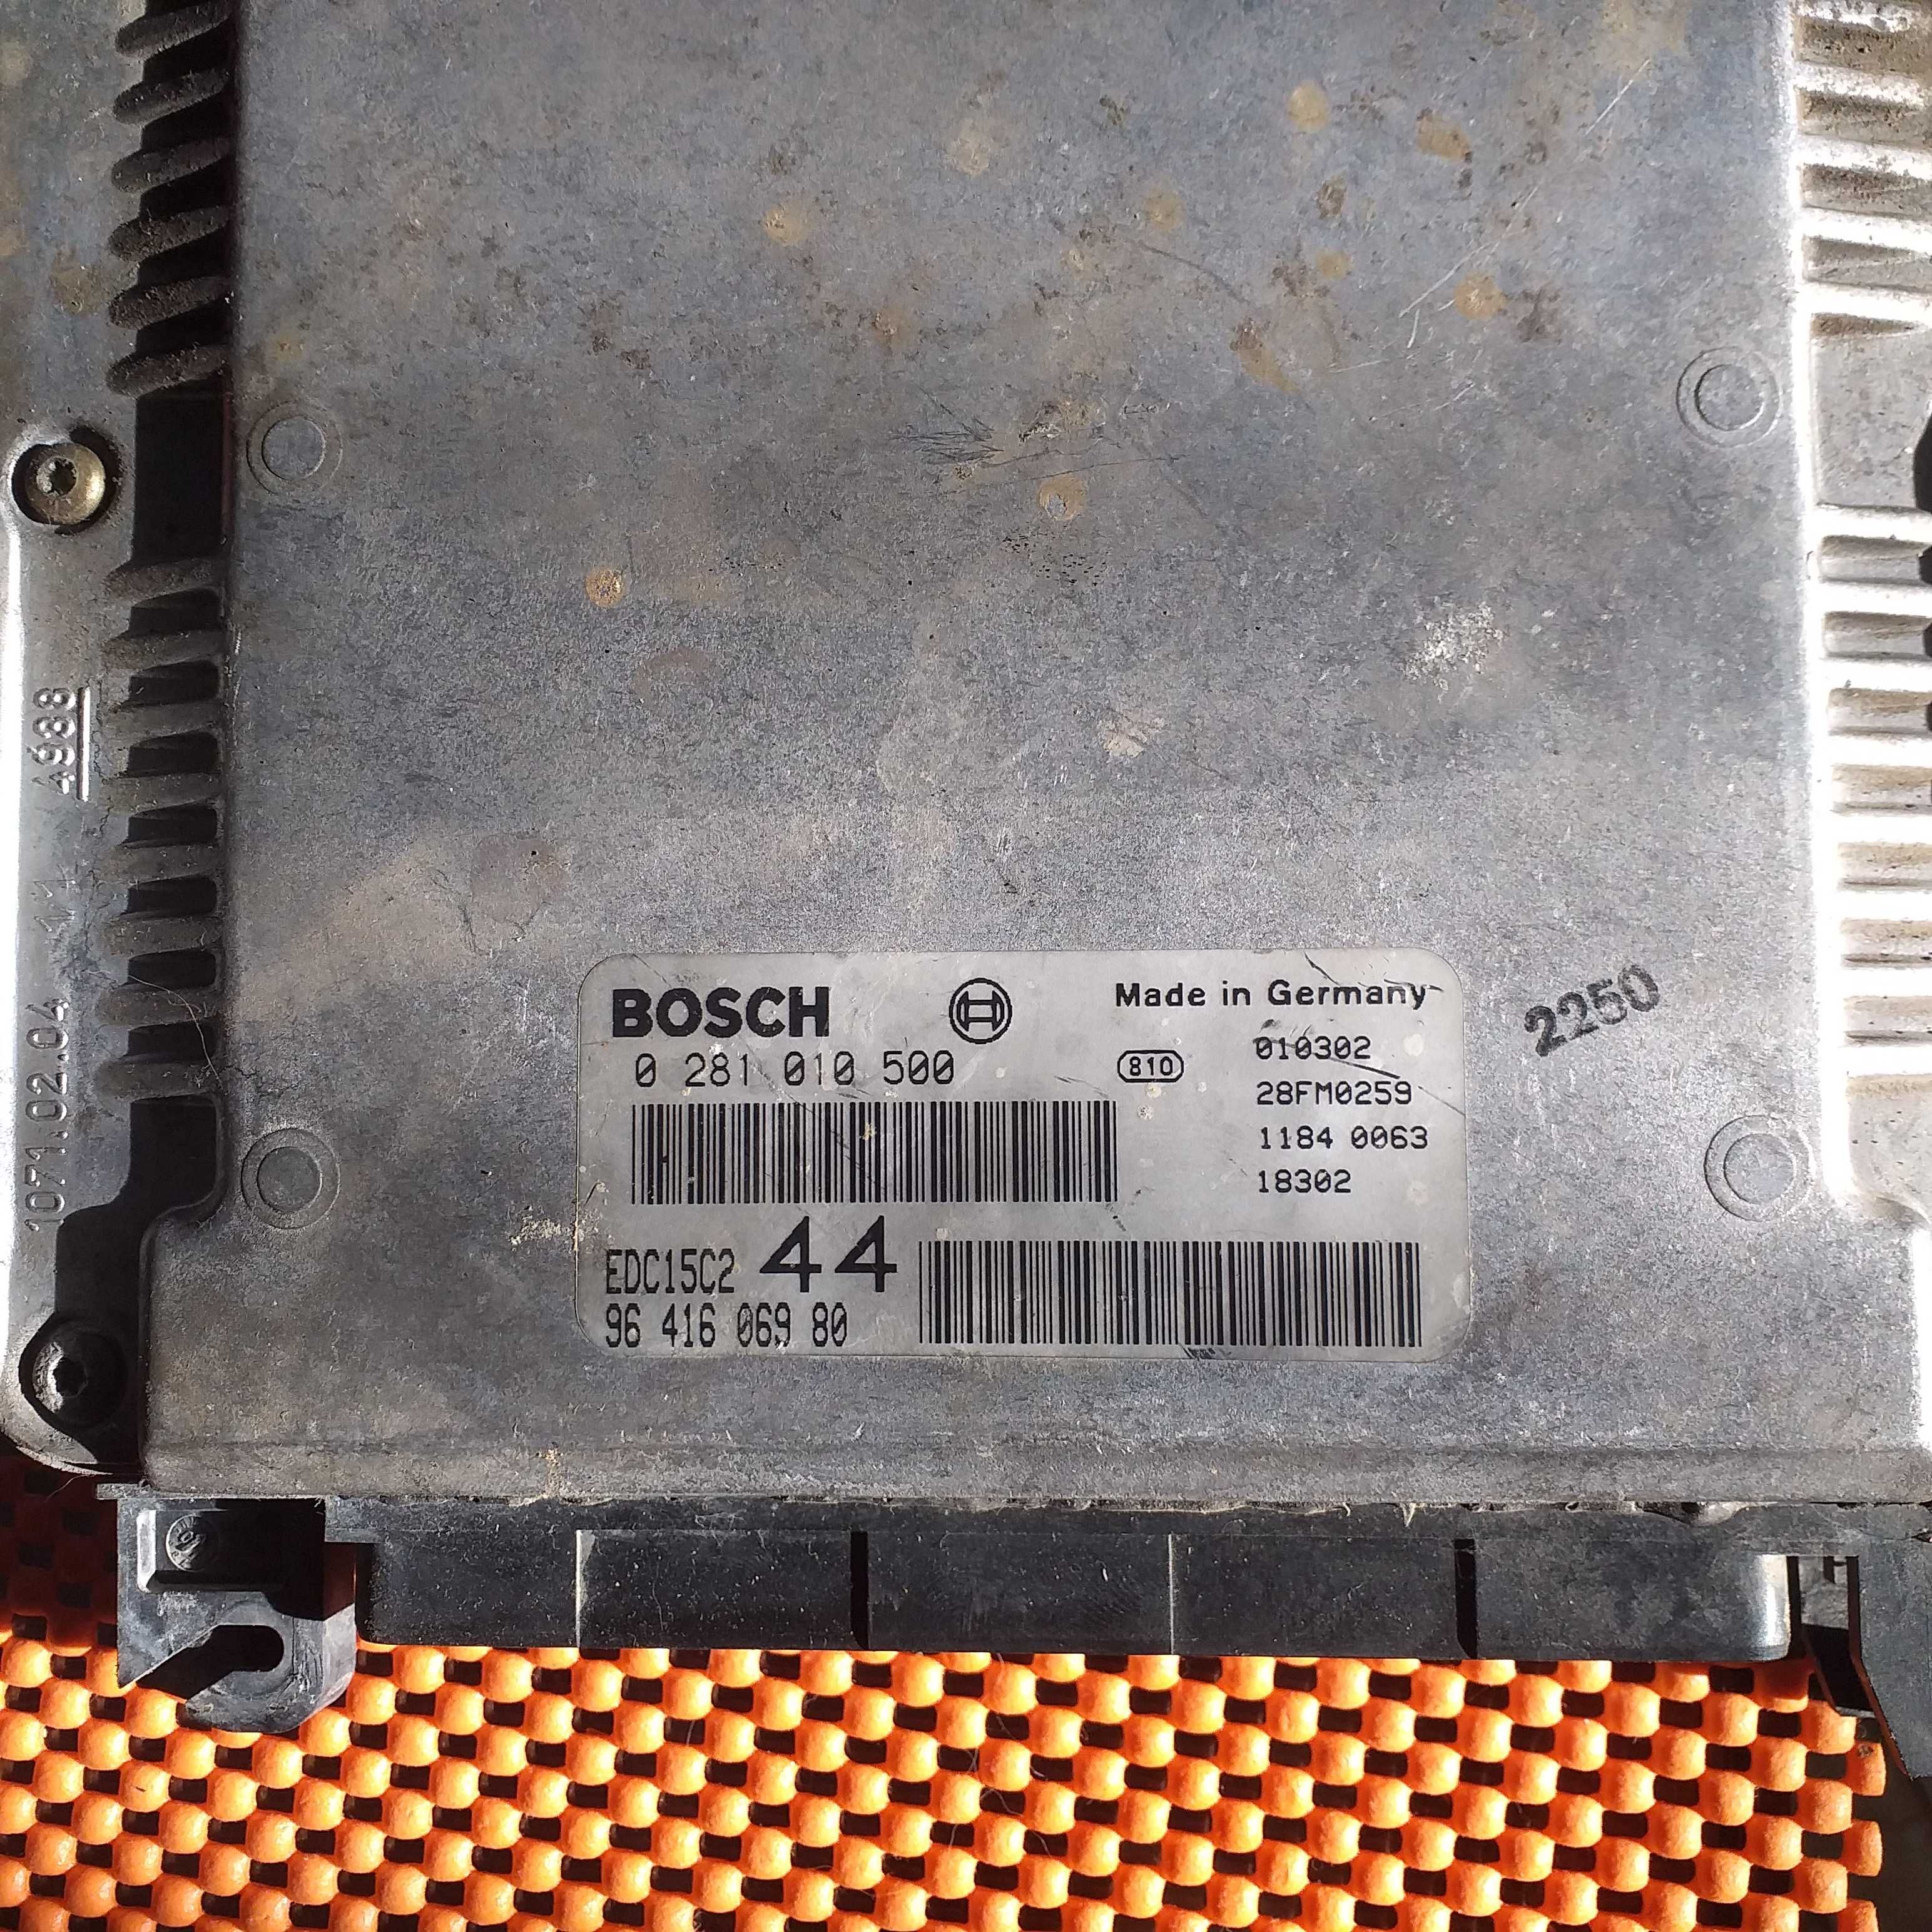 BOSCH
Made in Germany
0 281 010 500
810
010302
28FM0259
1184 0063
18302
EDC15C2 44
96 416 069 80
2250
4988
1071.02.04